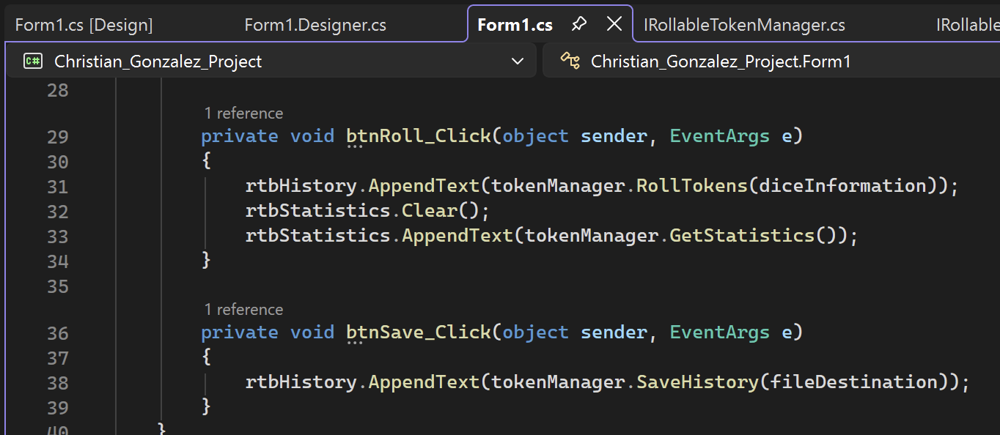 Form1.cs [Design] Form1.Designer.cs Form1.cs IRollableTokenManager.cs IRollable
C# Christian_Gonzalez_Project Christian_Gonzalez_Project.Form1
28
1 reference
29 private void btnRoll_Click(object sender, EventArgs e)
30 {
31 rtbHistory.AppendText(tokenManager.RollTokens(diceInformation));
32 rtbStatistics.Clear();
33 rtbStatistics.AppendText(tokenManager.GetStatistics());
34 }
35
1 reference
36 private void btnSave_Click(object sender, EventArgs e)
37 {
38 rtbHistory.AppendText(tokenManager.SaveHistory(fileDestination));
39 }
40 }